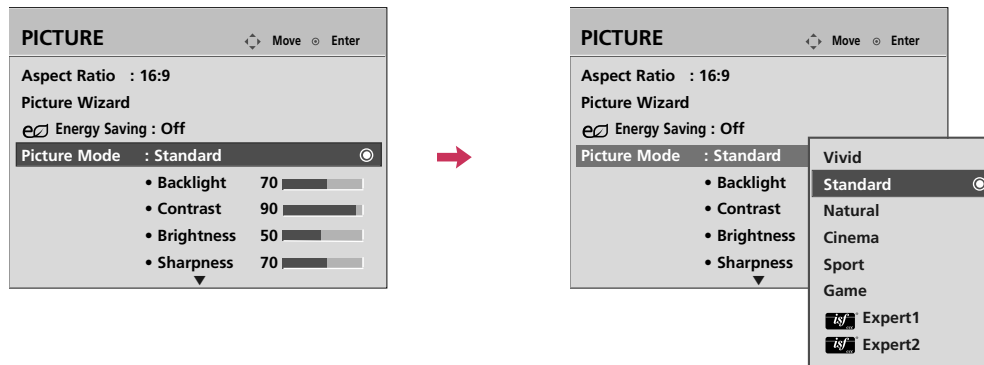 PICTURE Move Enter
Aspect Ratio : 16:9
Picture Wizard
Energy Saving : Off
Picture Mode : Standard
• Backlight 70
• Contrast 90
• Brightness 50
• Sharpness 70
PICTURE Move Enter
Aspect Ratio : 16:9
Picture Wizard
Energy Saving : Off
Picture Mode : Standard
• Backlight
• Contrast
• Brightness
• Sharpness
Vivid
Standard
Natural
Cinema
Sport
Game
isf Expert1
isf Expert2